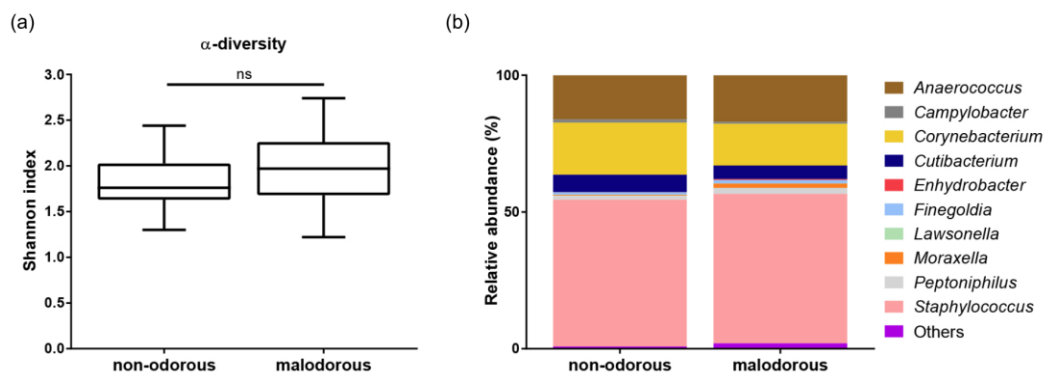 (a)
α-diversity
ns
Shannon index
3.0
2.5
2.0
1.5
1.0
0.5
0.0
non-odorous
malodorous
(b)
Relative abundance (%)
100
50
0
non-odorous
malodorous
Anaerococcus
Campylobacter
Corynebacterium
Cutibacterium
Enhydrobacter
Finegoldia
Lawsonella
Moraxella
Peptoniphilus
Staphylococcus
Others